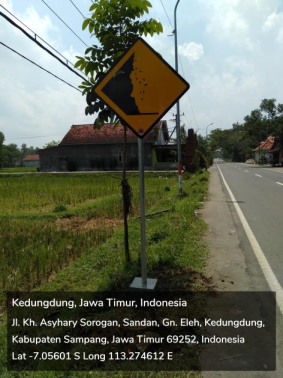 Kedungdung, Jawa Timur, Indonesia
Jl. Kh. Asyhary Sorogan, Sandan, Gn. Eleh, Kedungdung,
Kabupaten Sampang, Jawa Timur 69252, Indonesia
Lat -7.05601 S Long 113.274612 E